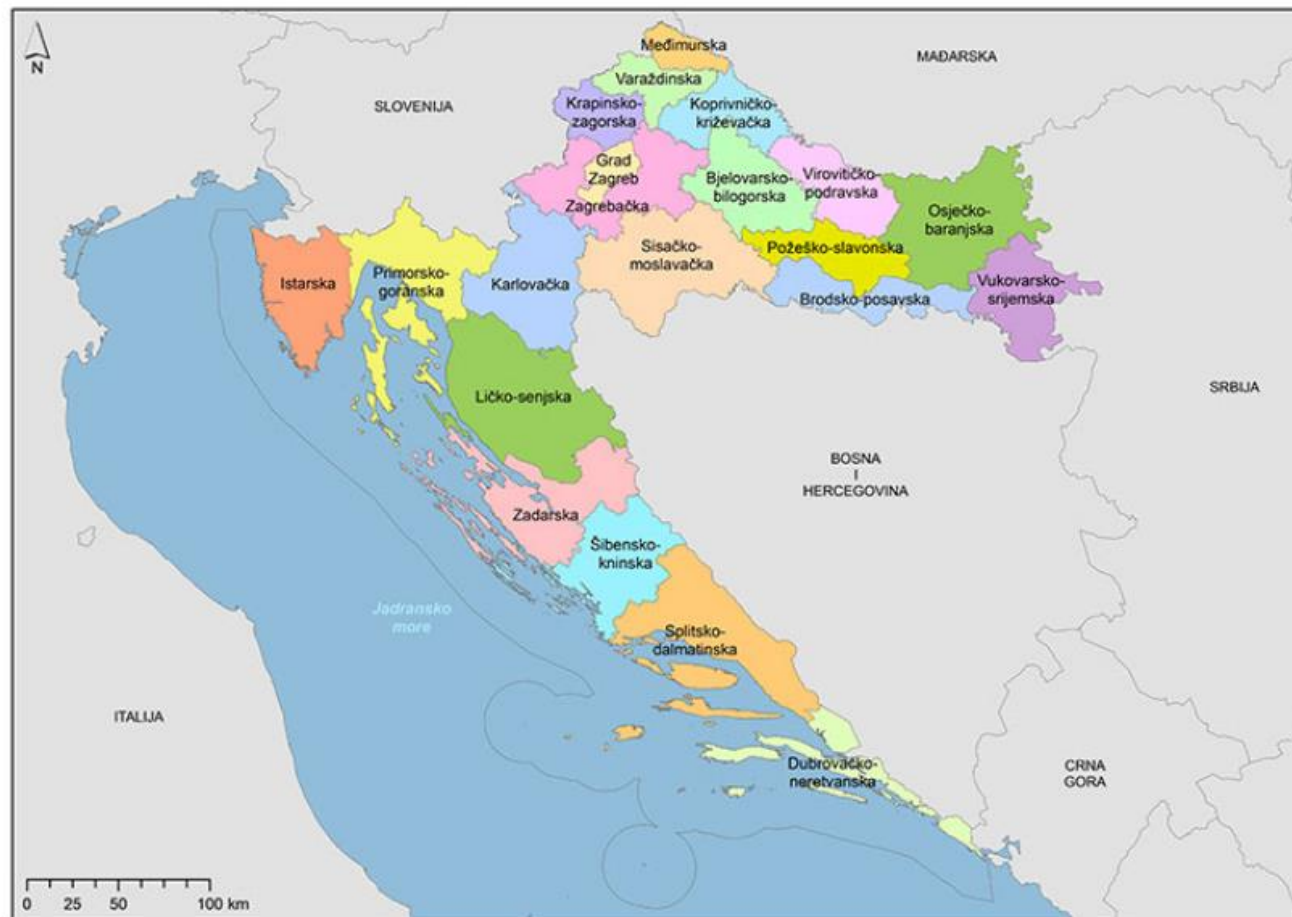 N
Međimurska
MAĐARSKA
Varaždinska
SLOVENIJA
Krapinsko-
zagorska
Koprivničko-
križevačka
Grad
Zagreb
Bjelovarsko-
bilogorska
Virovitičko-
podravska
Zagrebačka
Osječko-
baranjska
Sisačko-
moslavačka
Požeško-slavonska
Istarska
Primorsko-
goranska
Karlovačka
Brodsko-posavska
Vukovarsko-
srijemska
SRBIJA
Ličko-senjska
BOSNA
I
HERCEGOVINA
Zadarska
Šibensko-
kninska
Jadransko
more
Splitsko-
dalmatinska
ITALIJA
Dubrovačko-
neretvanska
CRNA
GORA
0 25 50 100 km